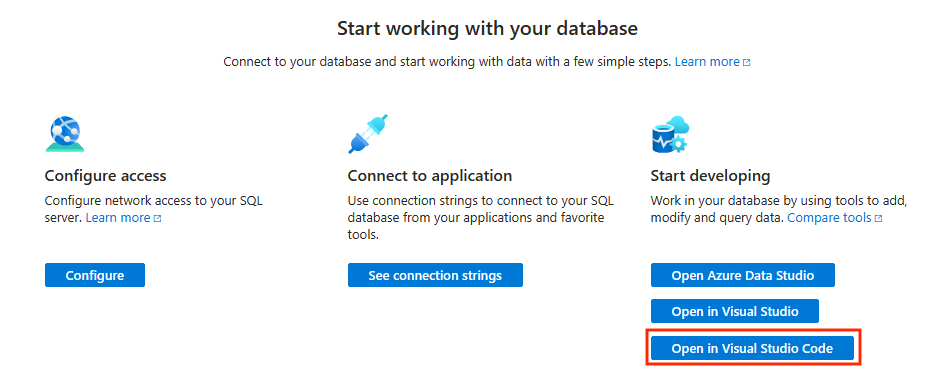 Start working with your database
Connect to your database and start working with data with a few simple steps. Learn more
Configure access
Configure network access to your SQL
server. Learn more
Configure
Connect to application
Use connection strings to connect to your SQL
database from your applications and favorite
tools.
See connection strings
Start developing
Work in your database by using tools to add,
modify and query data. Compare tools
Open Azure Data Studio
Open in Visual Studio
Open in Visual Studio Code